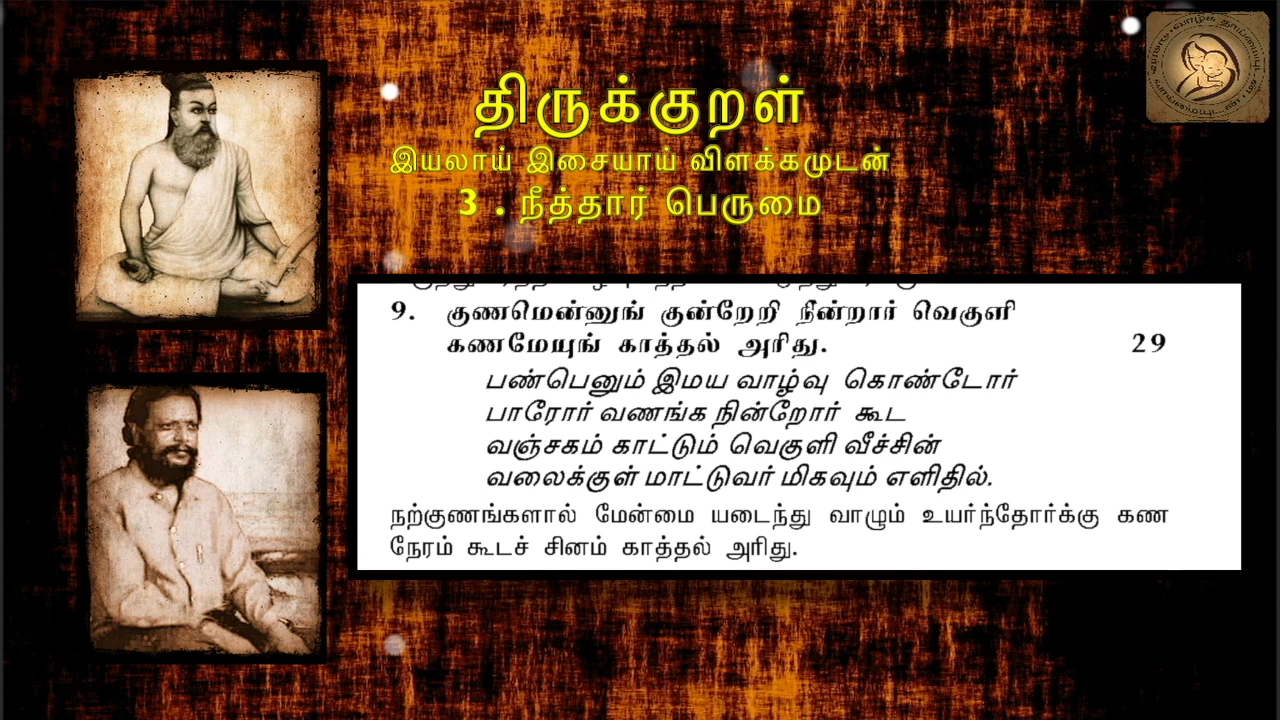 திருக்குறள்
இயலாய் இசையாய் விளக்கமுடன்
3 . நீத்தார் பெருமை
9. குணமென்னுங் குன்றேறி நின்றார் வெகுளி
கணமேயுங் காத்தல் அரிது. 29
பண்பெனும் இமய வாழ்வு கொண்டோர்
பாரோர் வணங்க நின்றோர் கூட
வஞ்சகம் காட்டும் வெகுளி வீச்சின்
வலைக்குள் மாட்டுவர் மிகவும் எளிதில்.
நற்குணங்களால் மேன்மை யடைந்து வாழும் உயர்ந்தோர்க்கு கண
நேரம் கூடச் சினம் காத்தல் அரிது.